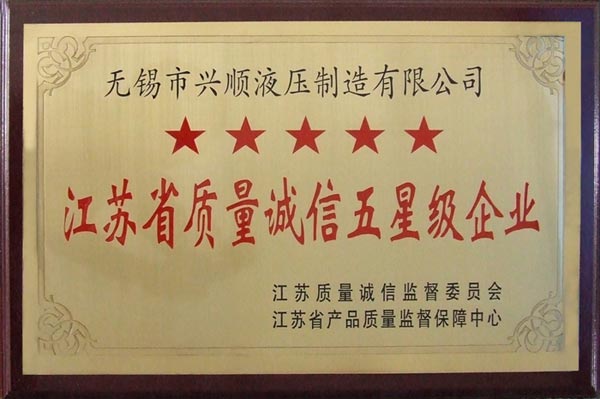 无锡市兴顺液压制造有限公司
★★★★★
江苏省质量诚信五星级企业
江苏质量诚信监督委员会
江苏省产品质量监督保障中心